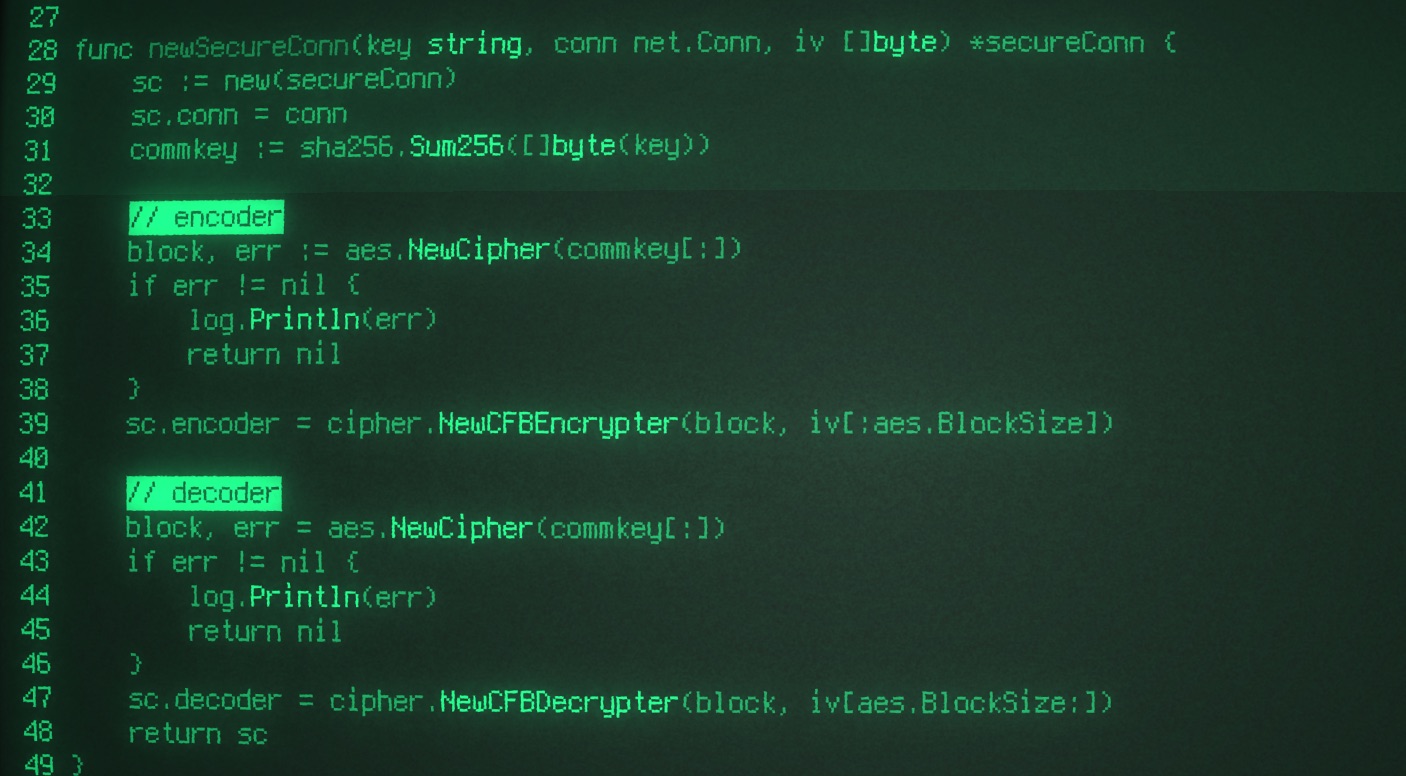 27
28 func newSecureConn(key string, conn net.Conn, iv []byte) *secureConn {
29     sc := new(secureConn)
30     sc.conn = conn
31     commkey := sha256.Sum256([]byte(key))
32
33     // encoder
34     block, err := aes.NewCipher(commkey[:])
35     if err != nil {
36         log.Println(err)
37         return nil
38     }
39     sc.encoder = cipher.NewCFBEncrypter(block, iv[:aes.BlockSize])
40
41     // decoder
42     block, err = aes.NewCipher(commkey[:])
43     if err != nil {
44         log.Println(err)
45         return nil
46     }
47     sc.decoder = cipher.NewCFBDecrypter(block, iv[aes.BlockSize:])
48     return sc
49 }